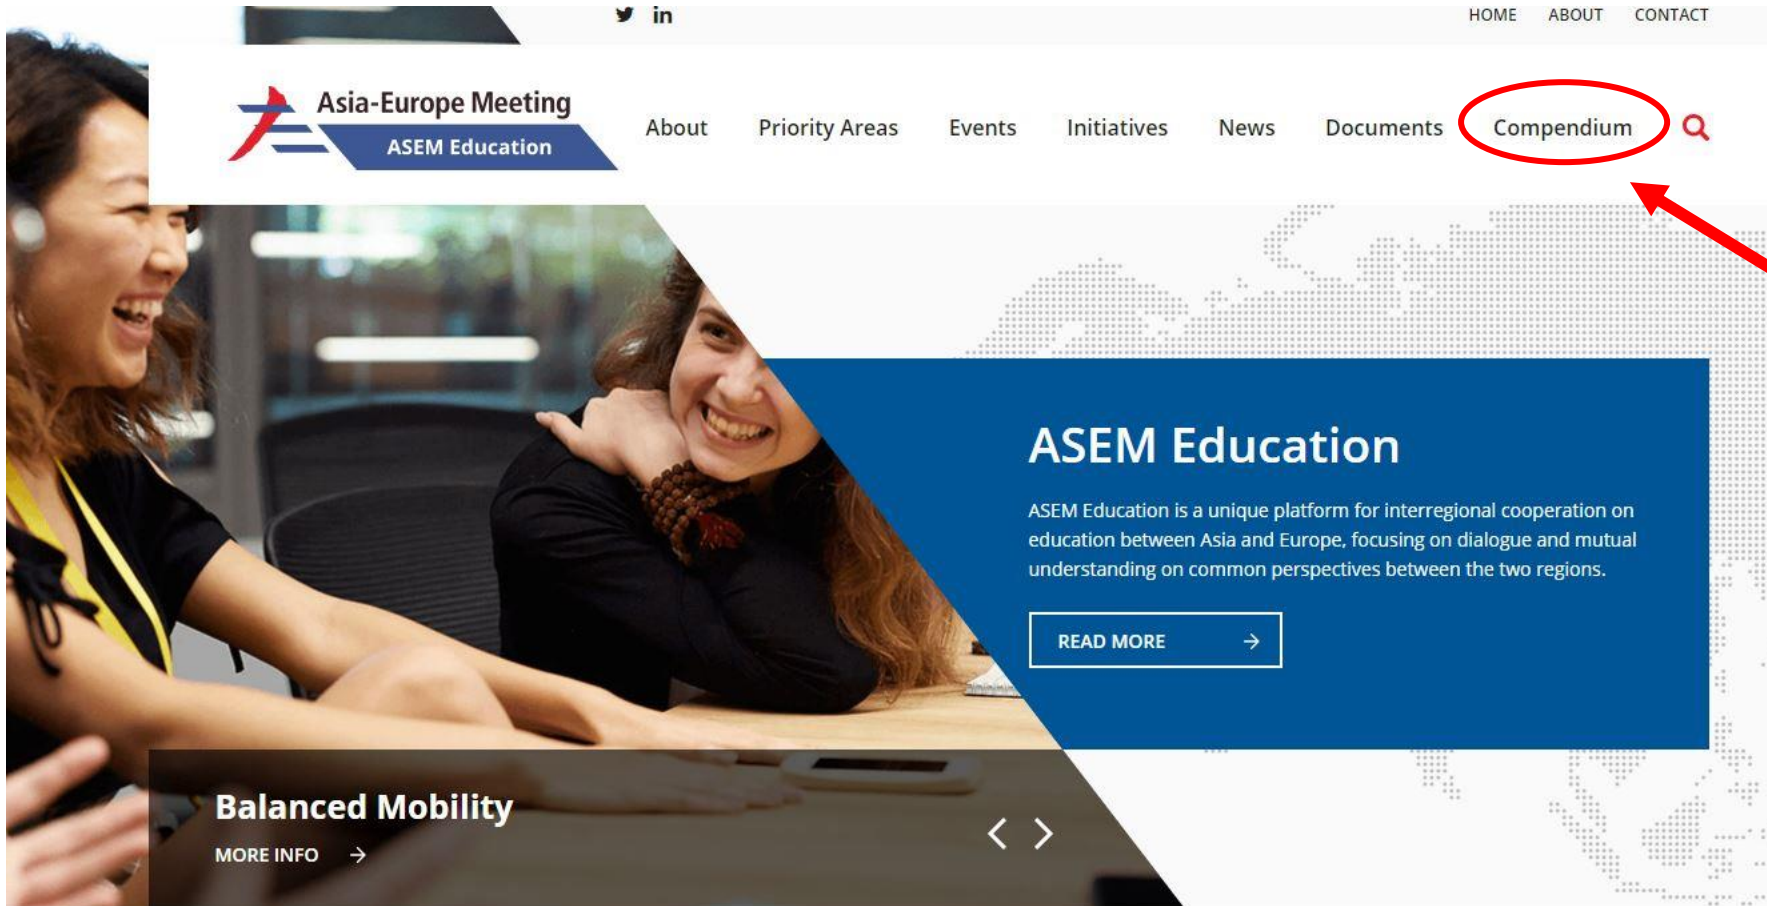 HOME ABOUT CONTACT
Asia-Europe Meeting
ASEM Education
About Priority Areas Events Initiatives News Documents Compendium
ASEM Education
ASEM Education is a unique platform for interregional cooperation on
education between Asia and Europe, focusing on dialogue and mutual
understanding on common perspectives between the two regions.
READ MORE
Balanced Mobility
MORE INFO